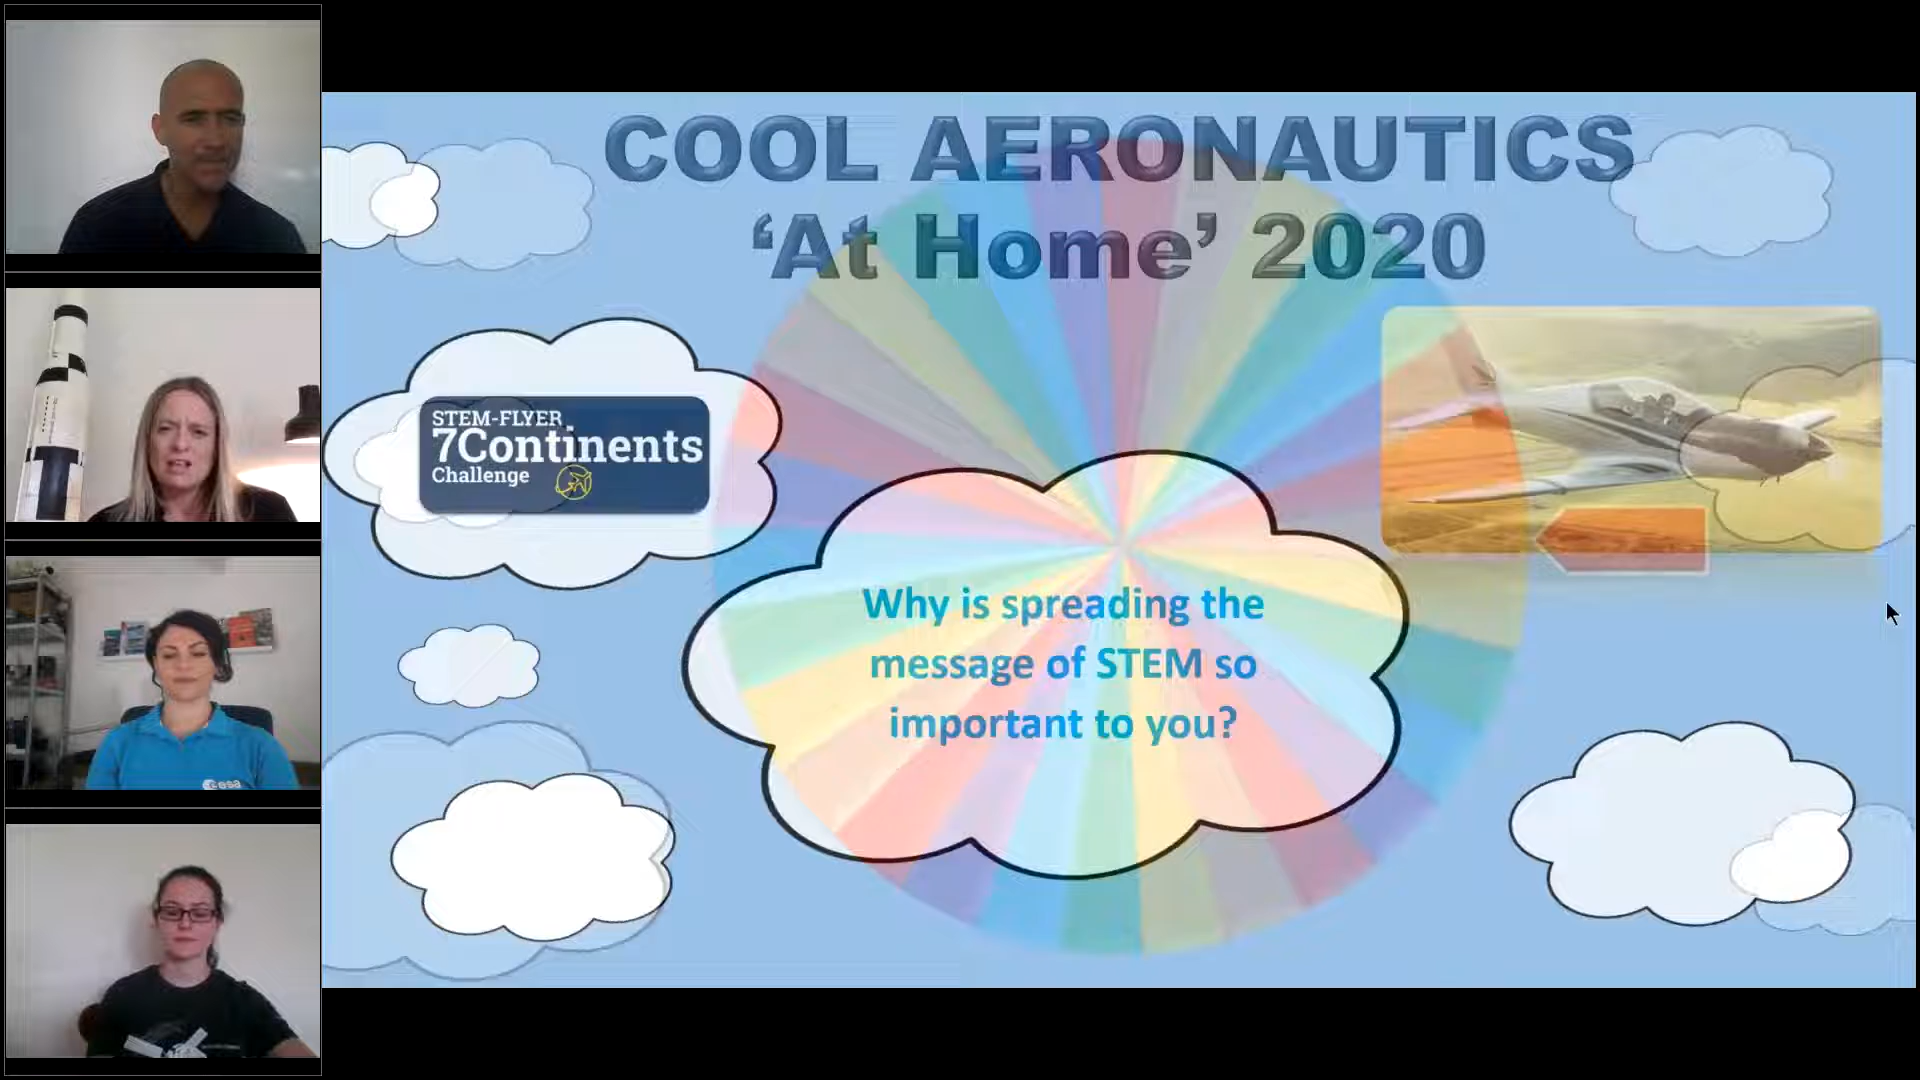 COOL AERONAUTICS
‘At Home’ 2020
STEM-FLYER
7Continents
Challenge
Why is spreading the
message of STEM so
important to you?
esa